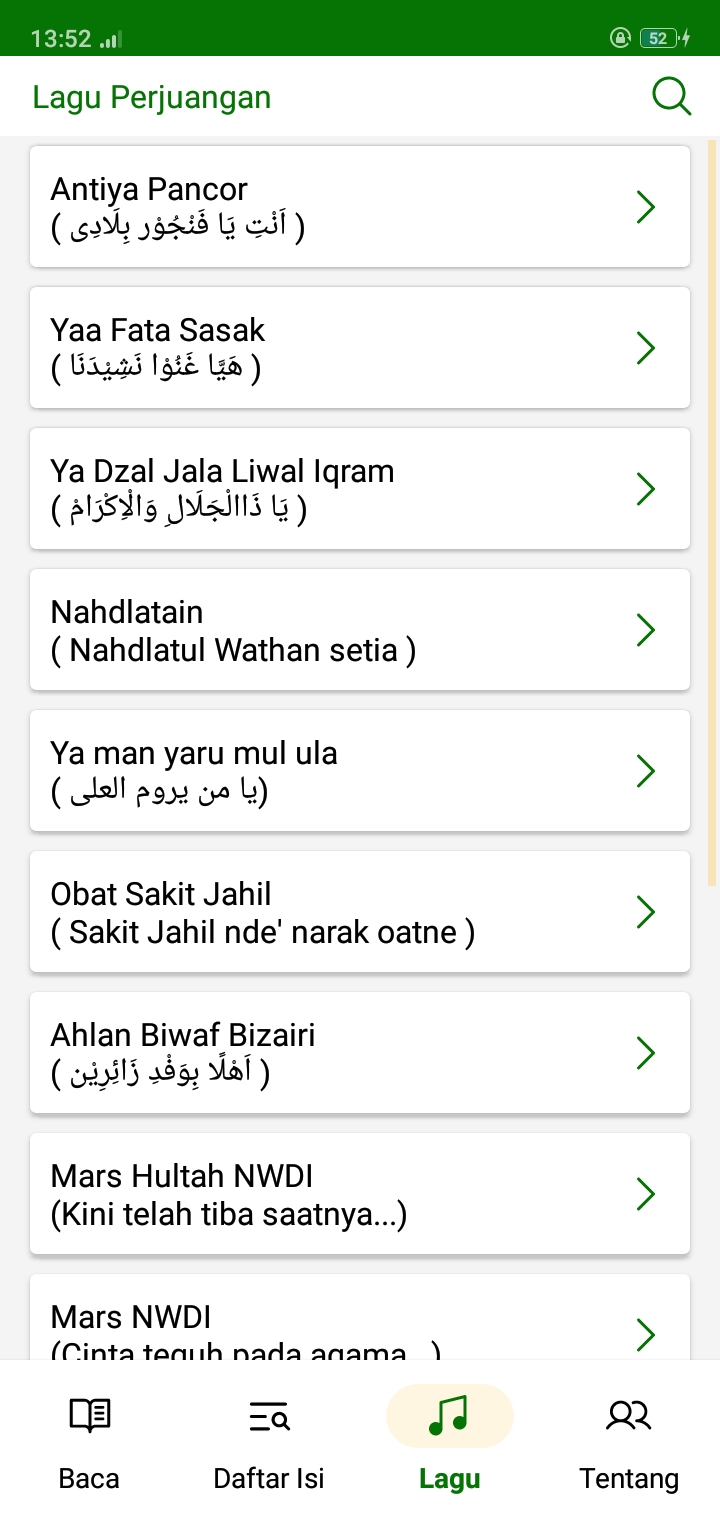 13:52
52
Lagu Perjuangan
Antiya Pancor
( اَنْتِ يَا فَنْجُوْر بِلَادِى )
Yaa Fata Sasak
( هَيَّا غَنُوْا نَشِيْدَنَا )
Ya Dzal Jala Liwal Iqram
( يَا ذَاالْجَلَالِ وَالْاِكْرَامْ )
Nahdlatain
( Nahdlatul Wathan setia )
Ya man yaru mul ula
(يا من يروم العلى )
Obat Sakit Jahil
( Sakit Jahil nde' narak oatne )
Ahlan Biwaf Bizairi
( اَهْلًا بِوَفْدِ زَائِرِيْن )
Mars Hultah NWDI
(Kini telah tiba saatnya...)
Mars NWDI
(Cinta teguh pada agama...)
Baca
Daftar Isi
Lagu
Tentang